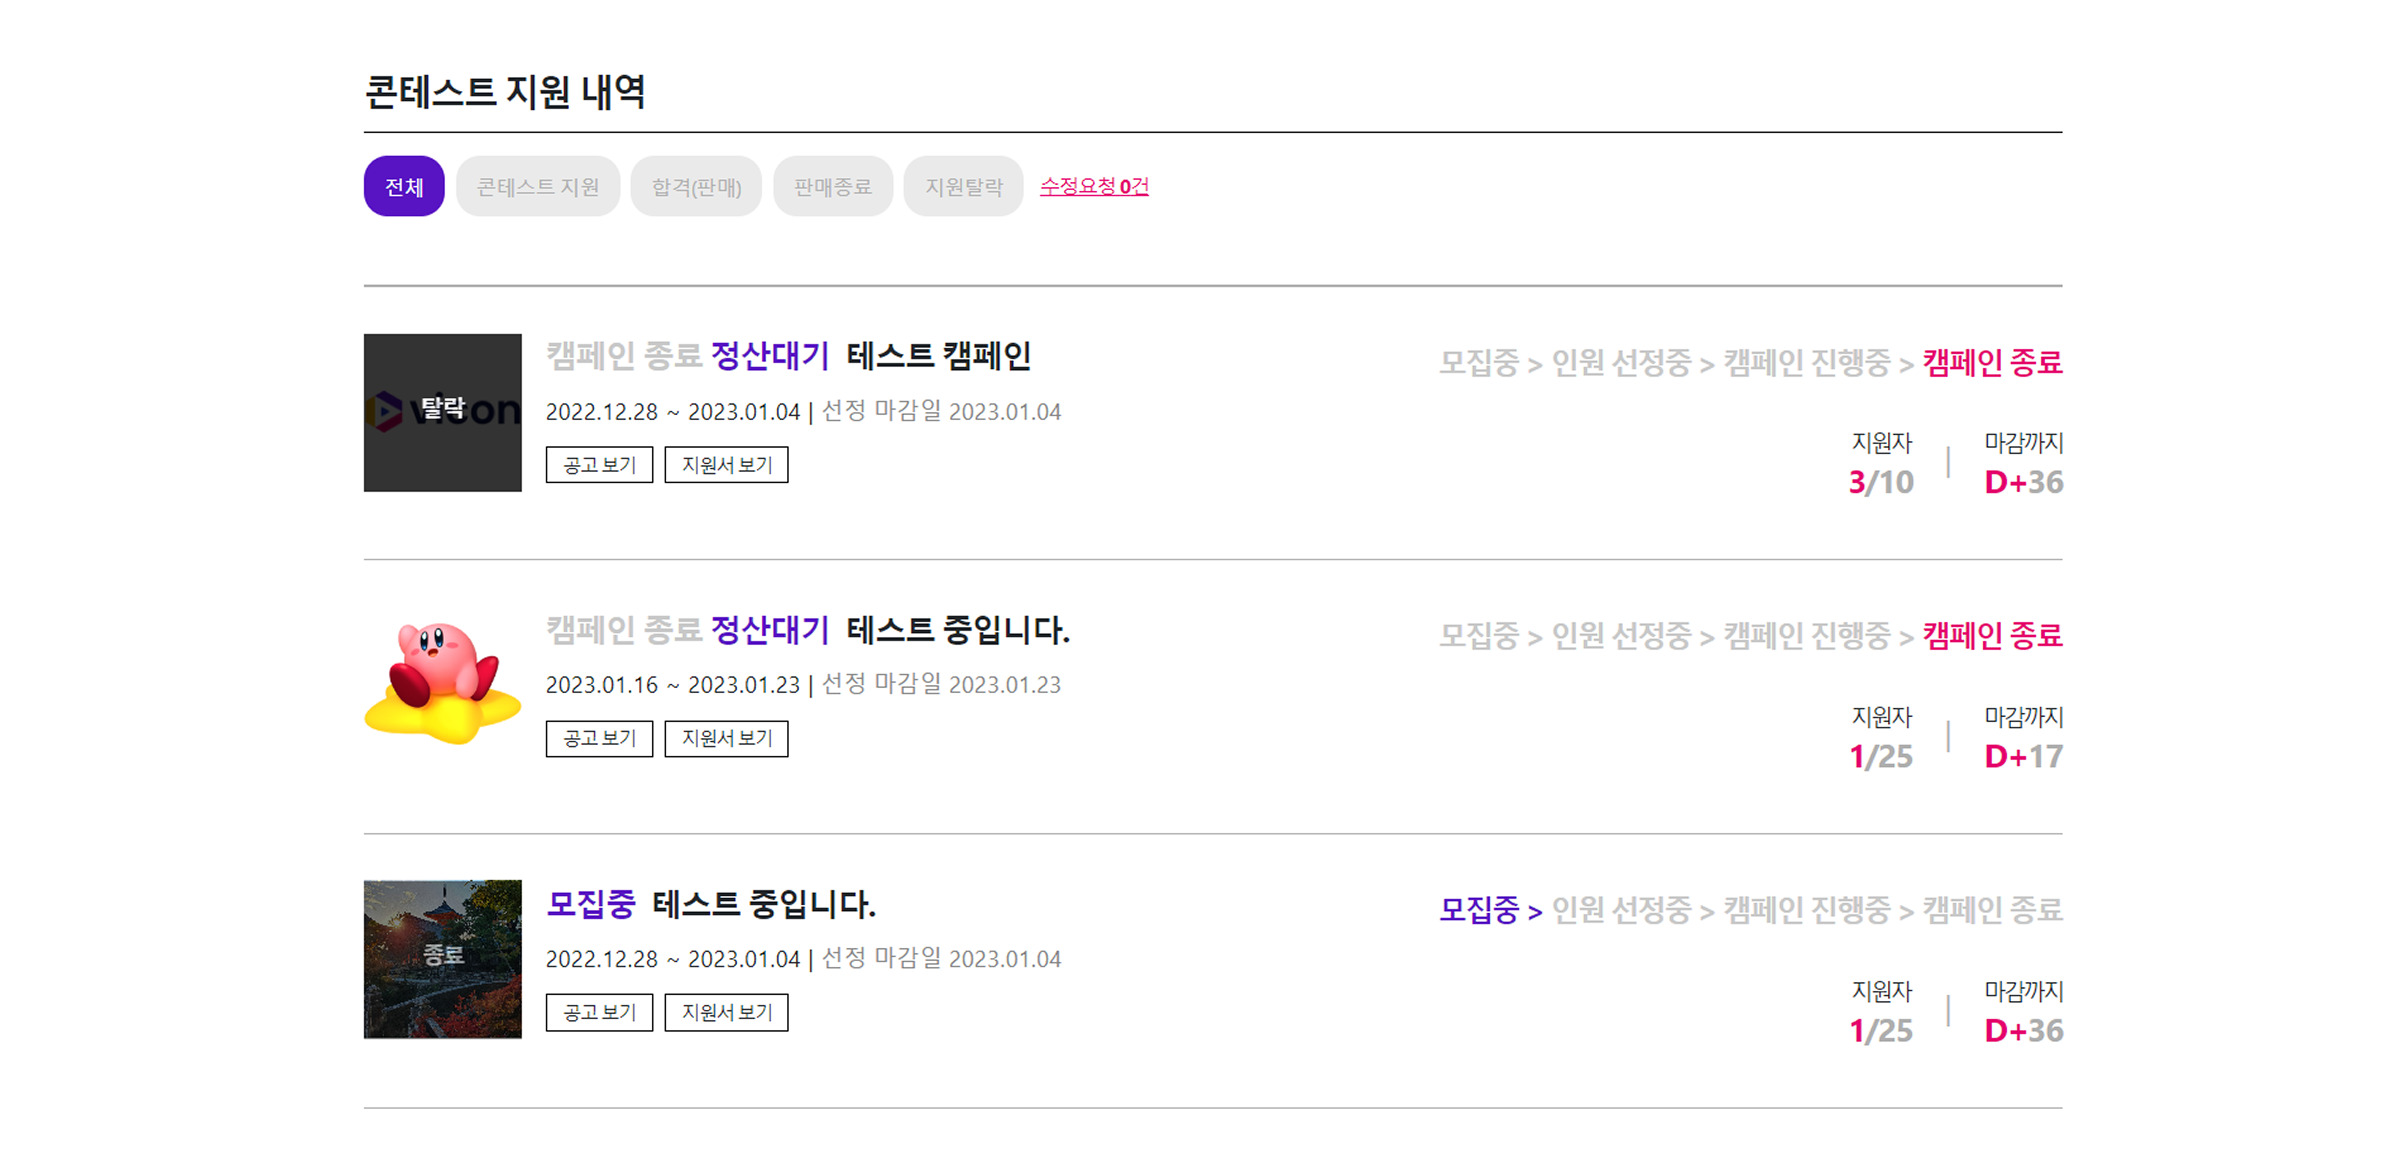 콘테스트 지원 내역
전체 콘테스트 지원 합격(판매) 판매종료 지원탈락 수정요청 0건
캠페인 종료 정산대기 테스트 캠페인
모집중 > 인원 선정중 > 캠페인 진행중 > 캠페인 종료
vicon
탈락
2022.12.28 ~ 2023.01.04 | 선정 마감일 2023.01.04
공고 보기 지원서 보기
지원자 | 마감까지
3/10 D+36
캠페인 종료 정산대기 테스트 중입니다.
모집중 > 인원 선정중 > 캠페인 진행중 > 캠페인 종료
2023.01.16 ~ 2023.01.23 | 선정 마감일 2023.01.23
공고 보기 지원서 보기
지원자 | 마감까지
1/25 D+17
모집중 테스트 중입니다.
모집중 > 인원 선정중 > 캠페인 진행중 > 캠페인 종료
종료
2022.12.28 ~ 2023.01.04 | 선정 마감일 2023.01.04
공고 보기 지원서 보기
지원자 | 마감까지
1/25 D+36